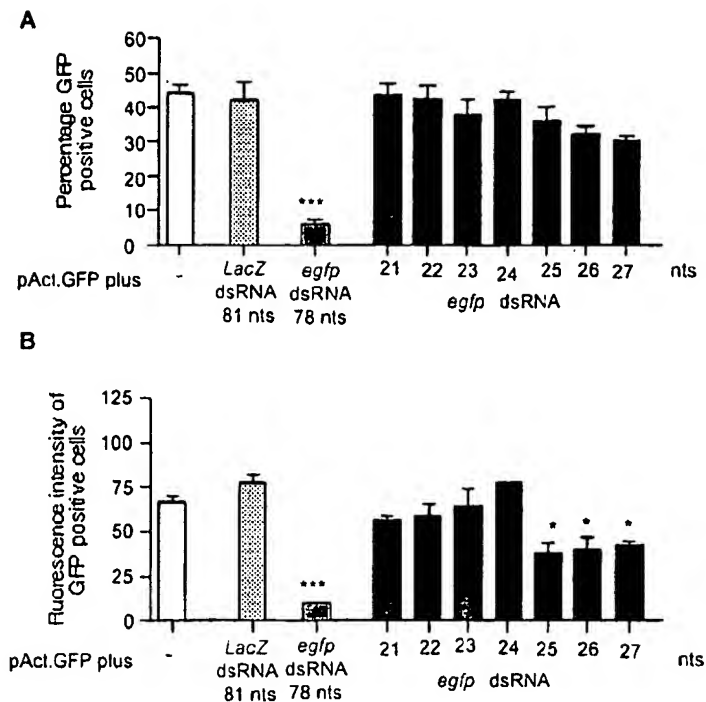 A
Percentage GFP
positive cells
60
50
40
30
20
10
0
***
pAct.GFP plus
-
LacZ
dsRNA
81 nts
egfp
dsRNA
78 nts
21 22 23 24 25 26 27 nts
egfp dsRNA
B
Fluorescence intensity of
GFP positive cells
125
100
75
50
25
0
***
* * *
pAct.GFP plus
-
LacZ
dsRNA
81 nts
egfp
dsRNA
78 nts
21 22 23 24 25 26 27 nts
egfp dsRNA